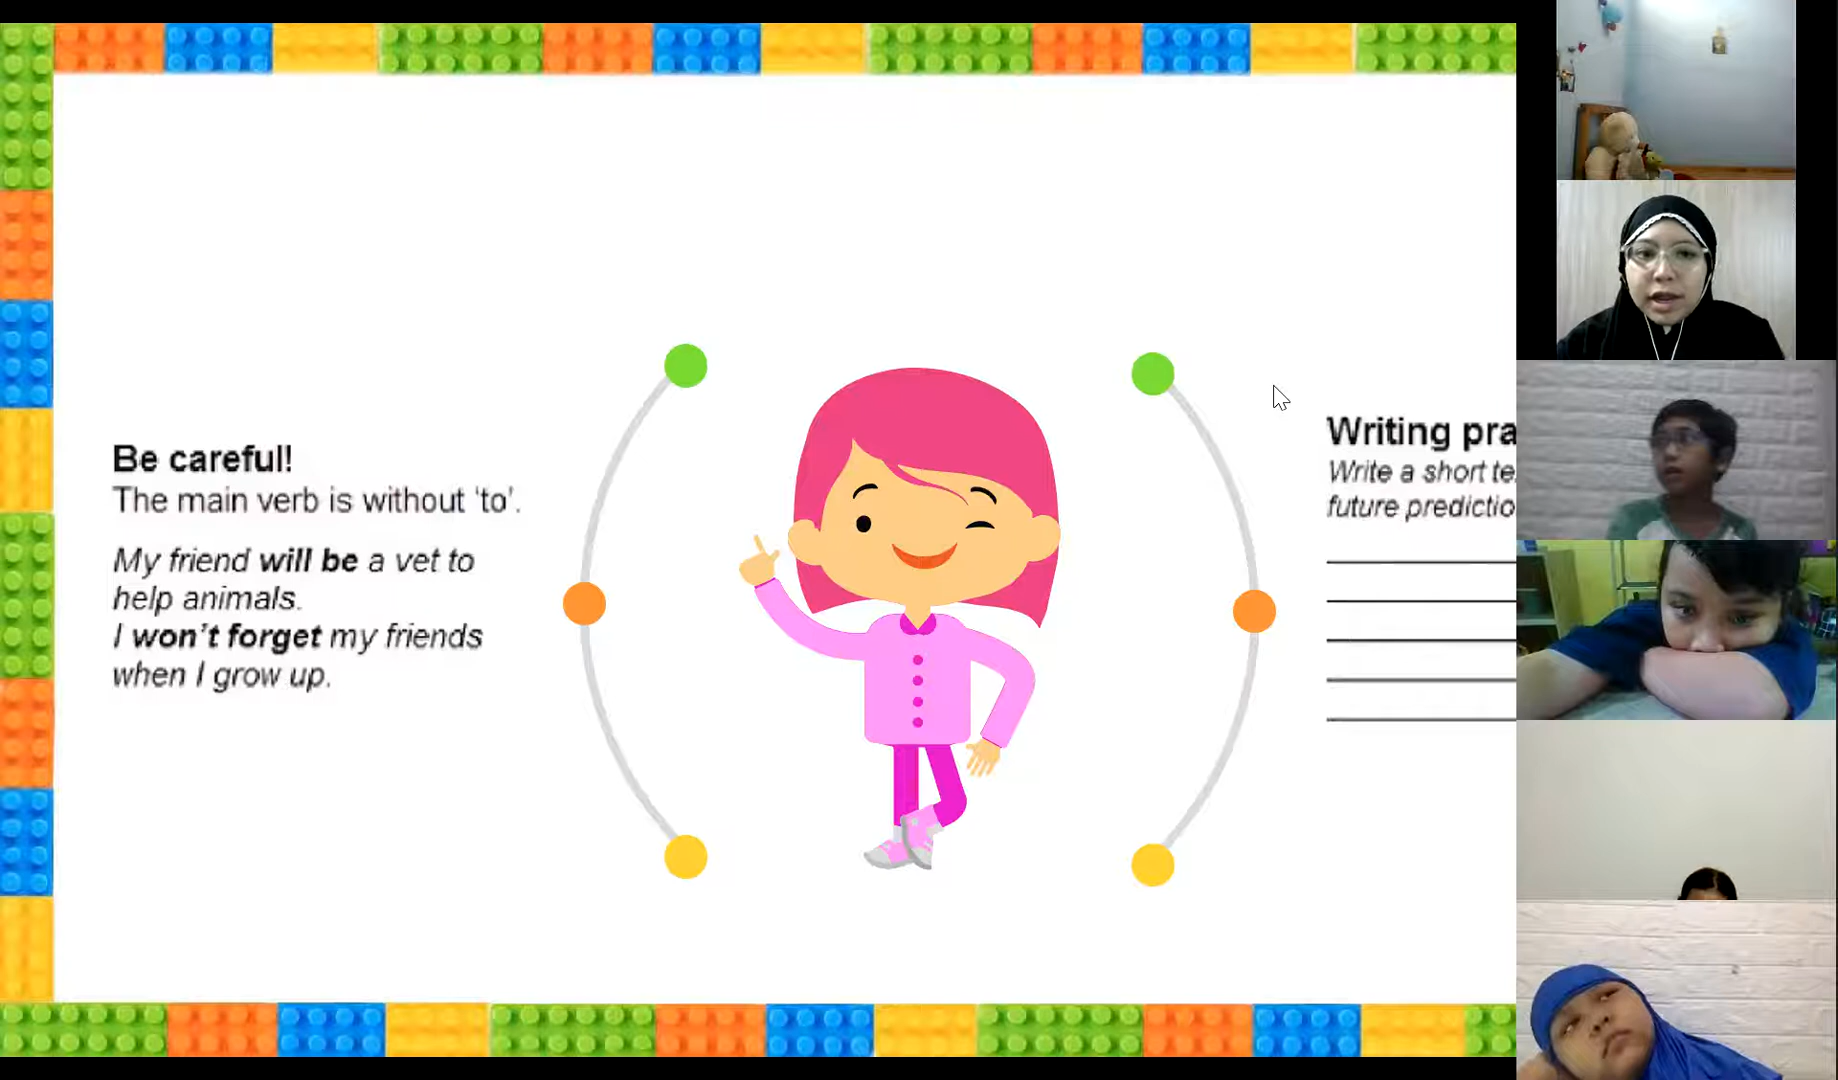 Be careful!
The main verb is without ‘to’.
My friend will be a vet to
help animals.
I won’t forget my friends
when I grow up.
Writing pra
Write a short te
future predictio